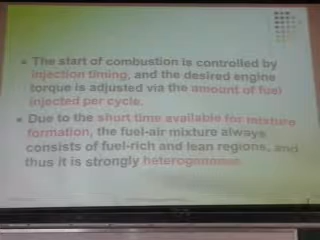 The start of combustion is controlled by
injection timing, and the desired engine
torque is adjusted via the amount of fuel
injected per cycle.
Due to the short time available for mixture
formation, the fuel-air mixture always
consists of fuel-rich and lean regions, and
thus it is strongly heterogeneous.